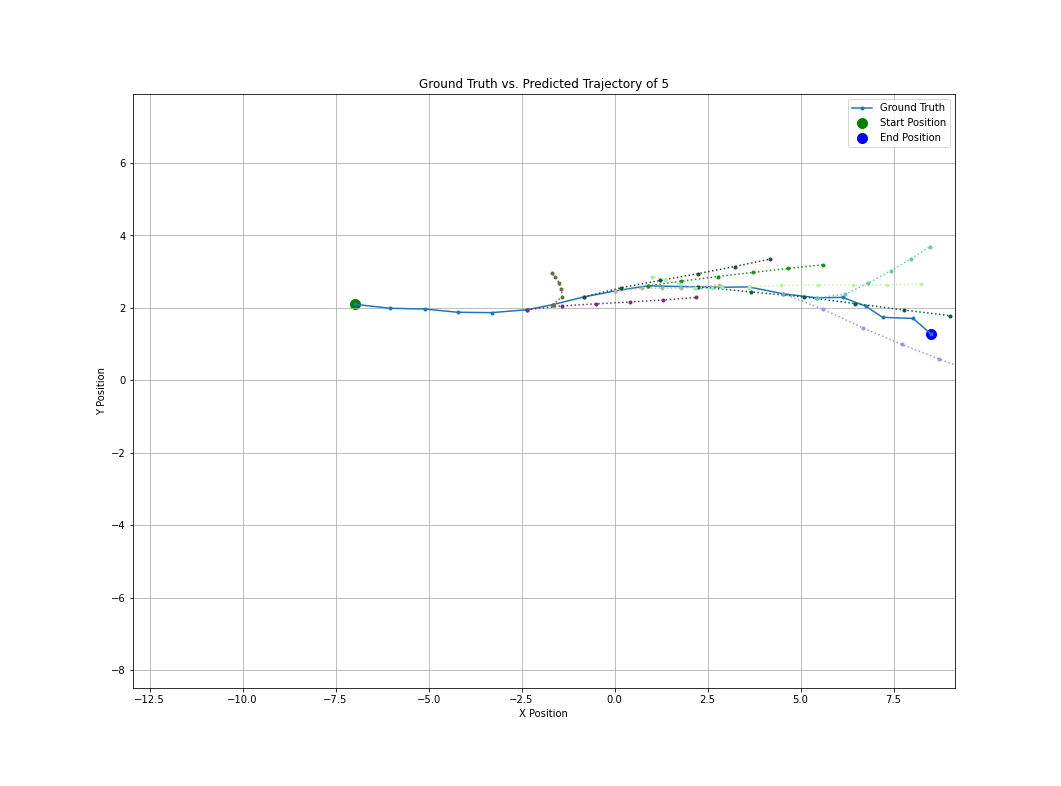 Ground Truth vs. Predicted Trajectory of 5
Ground Truth
Start Position
End Position
6
4
2
0
−2
−4
−6
−8
Y Position
−12.5 −10.0 −7.5 −5.0 −2.5 0.0 2.5 5.0 7.5
X Position